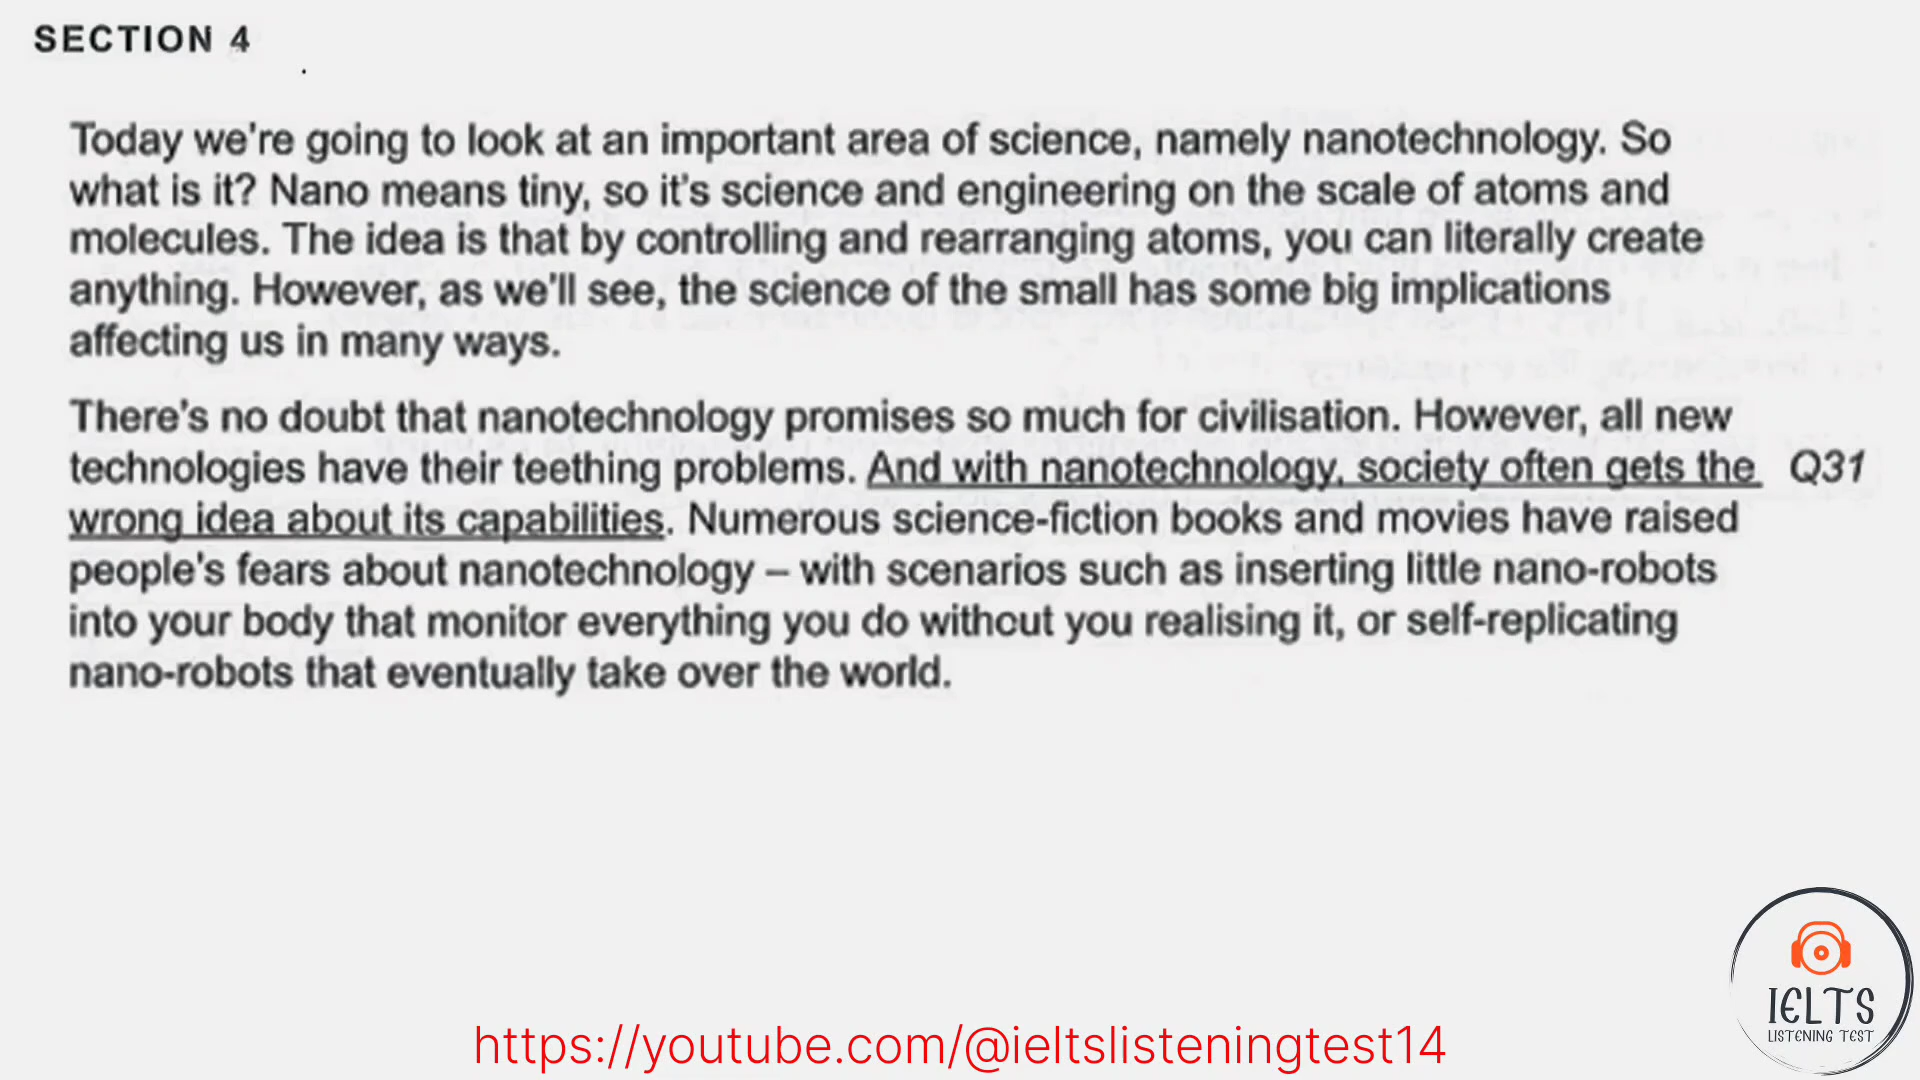 SECTION 4
Today we're going to look at an important area of science, namely nanotechnology. So
what is it? Nano means tiny, so it's science and engineering on the scale of atoms and
molecules. The idea is that by controlling and rearranging atoms, you can literally create
anything. However, as we'll see, the science of the small has some big implications
affecting us in many ways.
There's no doubt that nanotechnology promises so much for civilisation. However, all new
technologies have their teething problems. And with nanotechnology, society often gets the Q31
wrong idea about its capabilities. Numerous science-fiction books and movies have raised
people's fears about nanotechnology – with scenarios such as inserting little nano-robots
into your body that monitor everything you do without you realising it, or self-replicating
nano-robots that eventually take over the world.
IELTS
LISTENING TEST
https://youtube.com/@ieltslisteningtest14